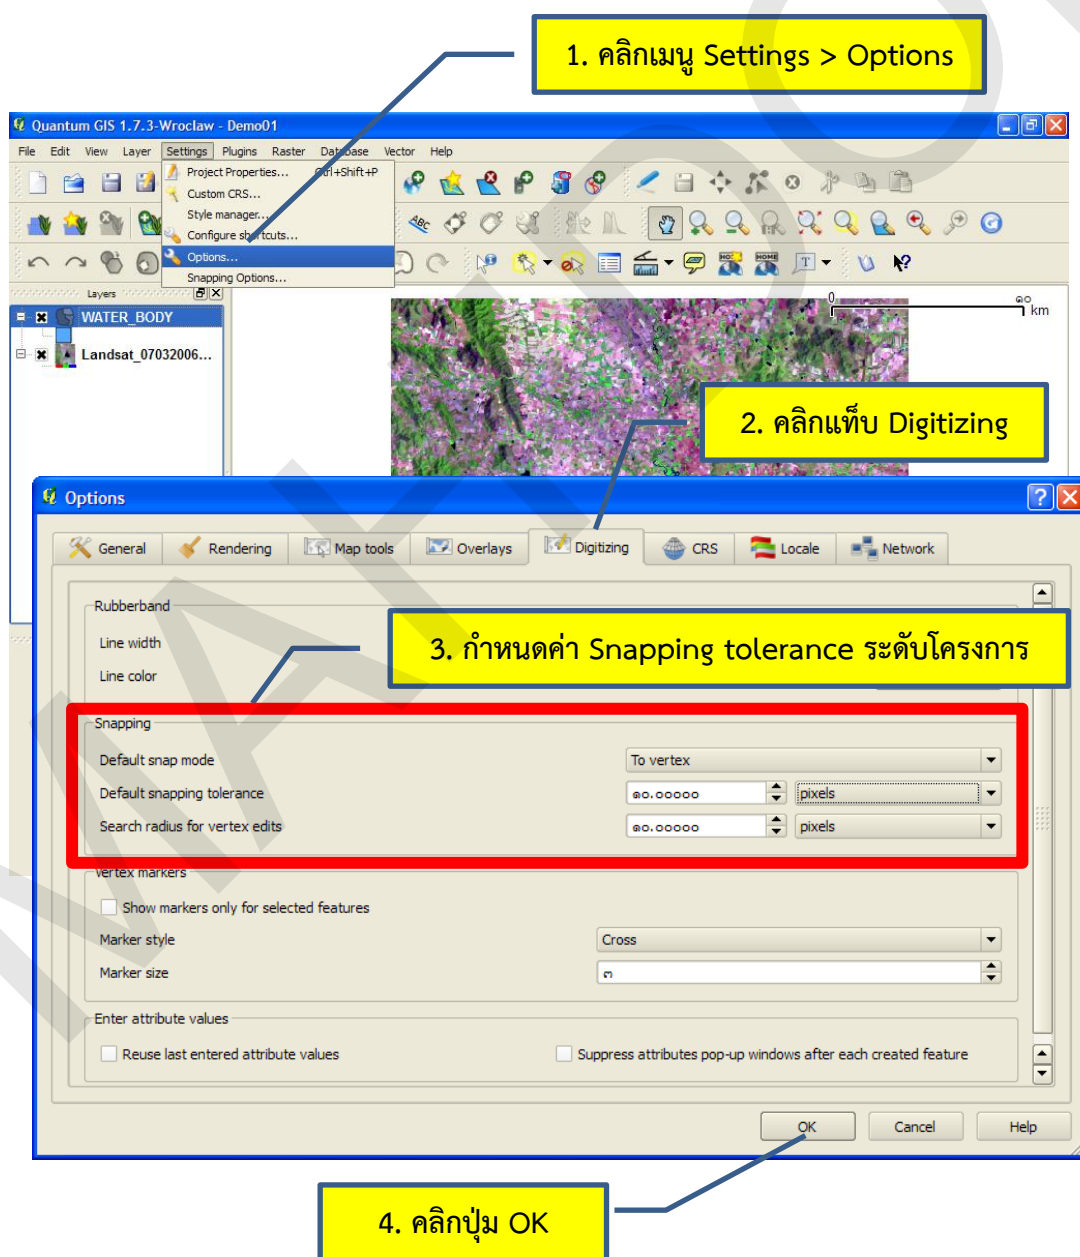 1. คลิกเมนู Settings > Options
Quantum GIS 1.7.3-Wroclaw - Demo01
File Edit View Layer Settings Plugins Raster Database Vector Help
Project Properties... Ctrl+Shift+P
Custom CRS...
Style manager...
Configure shortcuts...
Options...
Snapping Options...
Layers
WATER_BODY
Landsat_07032006...
0 ๑๐
km
2. คลิกแท็บ Digitizing
Options
General Rendering Map tools Overlays Digitizing CRS Locale Network
Rubberband
Line width
Line color
3. กำหนดค่า Snapping tolerance ระดับโครงการ
Snapping
Default snap mode To vertex
Default snapping tolerance ๑๐.๐๐๐๐๐ pixels
Search radius for vertex edits ๑๐.๐๐๐๐๐ pixels
Vertex markers
Show markers only for selected features
Marker style Cross
Marker size ๓
Enter attribute values
Reuse last entered attribute values Suppress attributes pop-up windows after each created feature
OK Cancel Help
4. คลิกปุ่ม OK